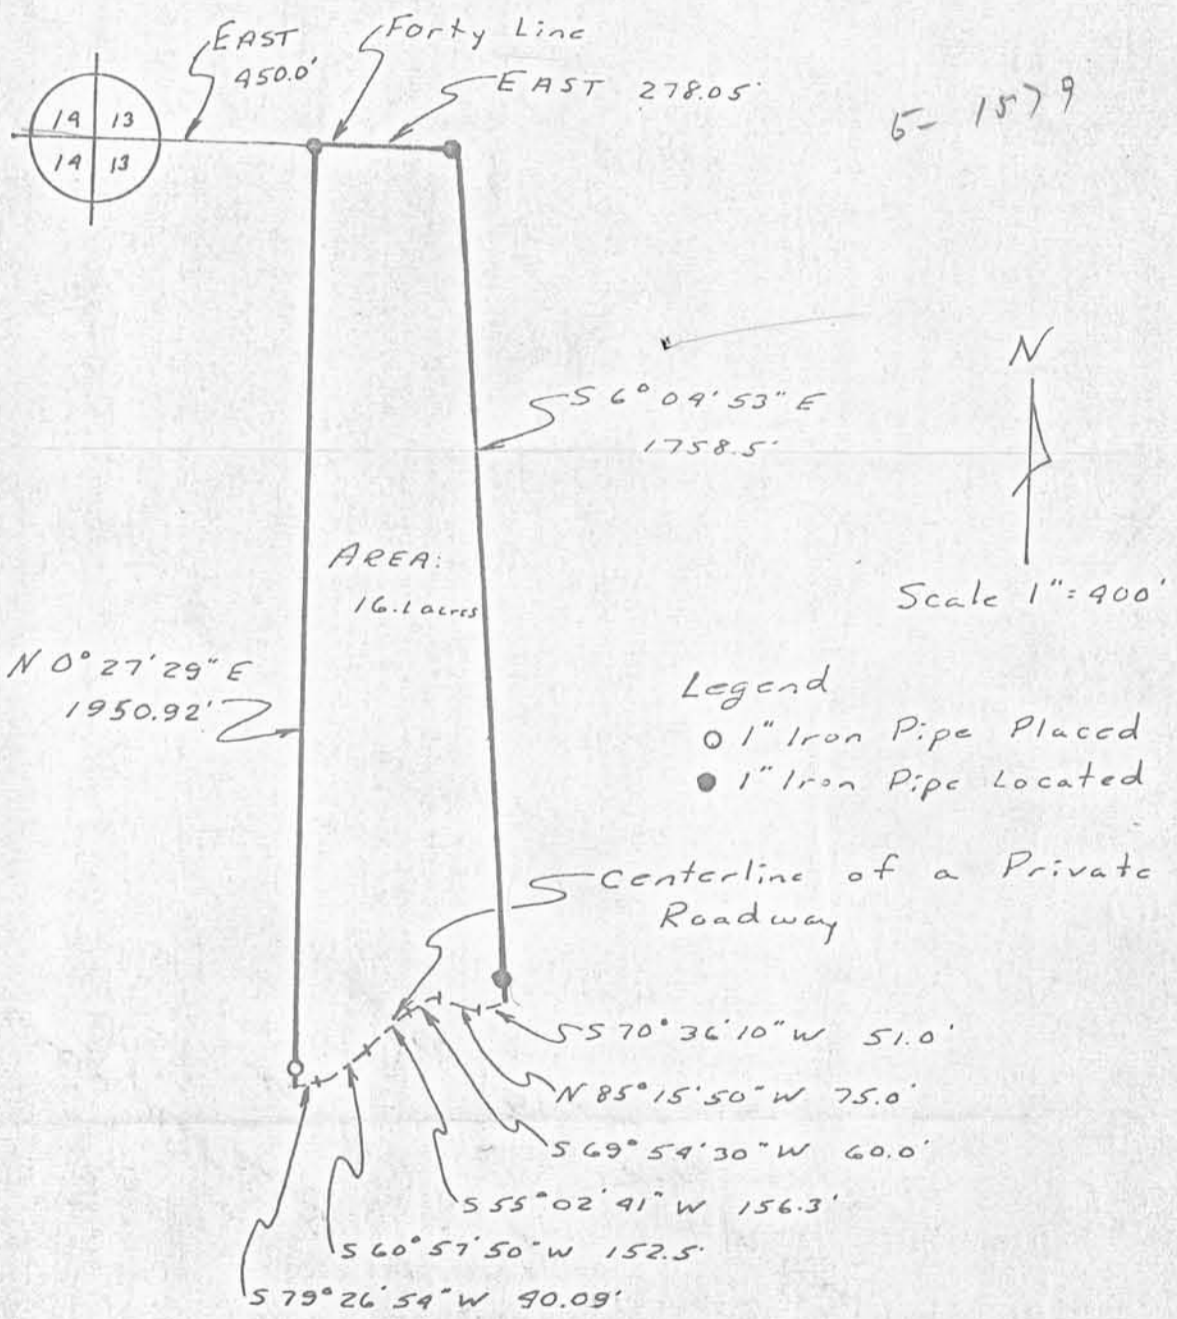 EAST
450.0'
Forty Line
EAST 278.05'
5- 1579
14 13
14 13
N
S 6° 04' 53" E
1758.5'
AREA:
16.1 acres
Scale 1" = 400'
N 0° 27' 29" E
1950.92'
Legend
1" Iron Pipe Placed
1" Iron Pipe Located
Centerline of a Private
Roadway
S 70° 36' 10" W 51.0'
N 85° 15' 50" W 75.0'
S 69° 54' 30" W 60.0'
S 55° 02' 41" W 156.3'
S 60° 57' 50" W 152.5'
S 79° 26' 54" W 40.09'